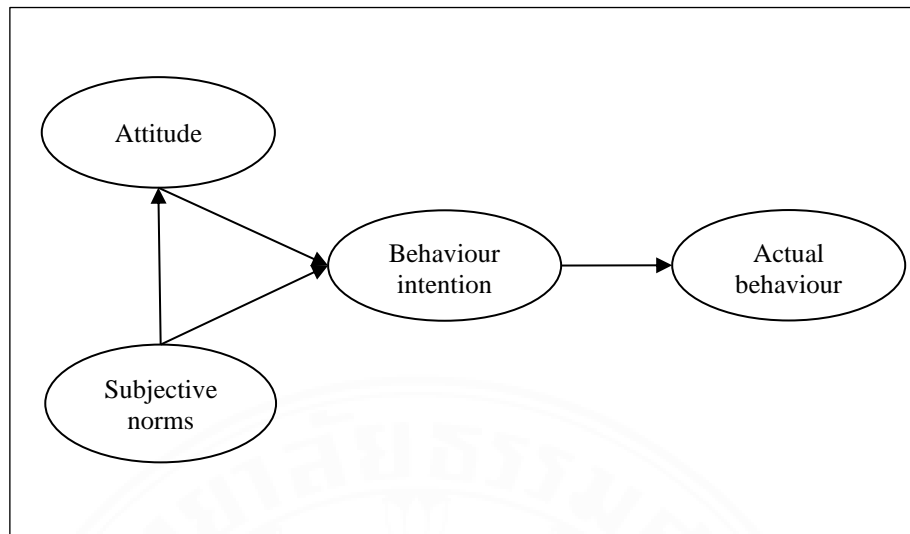 Attitude
Behaviour
intention
Actual
behaviour
Subjective
norms